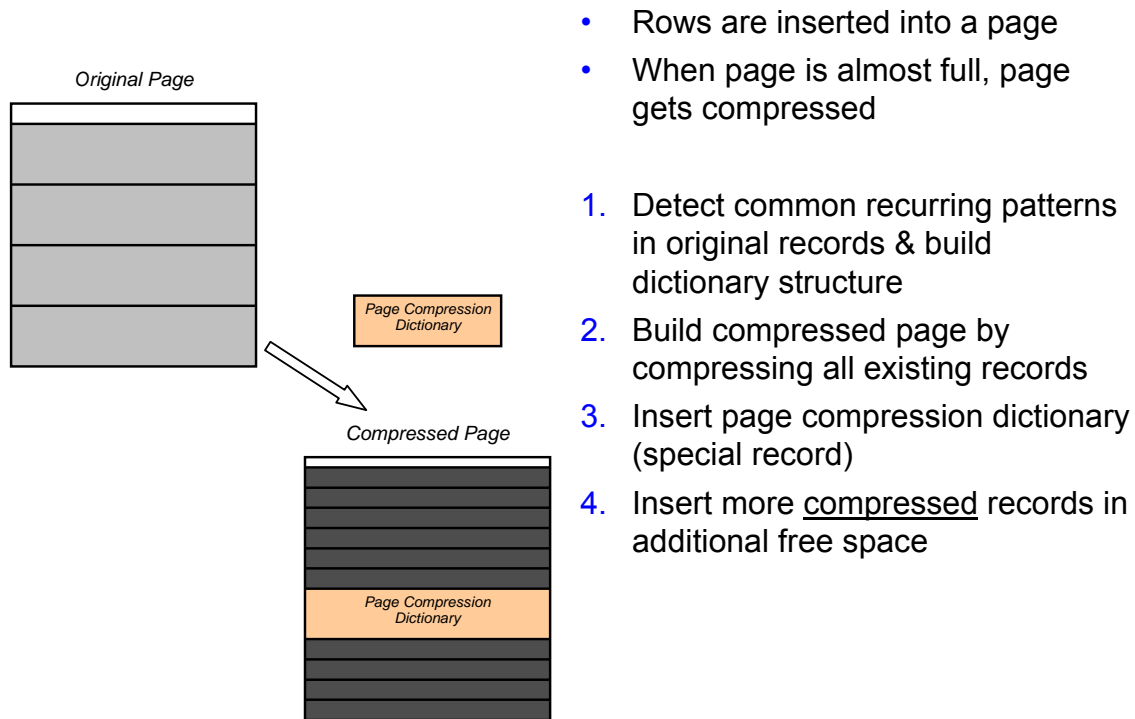 • Rows are inserted into a page
• When page is almost full, page
gets compressed
1. Detect common recurring patterns
in original records & build
dictionary structure
2. Build compressed page by
compressing all existing records
3. Insert page compression dictionary
(special record)
4. Insert more compressed records in
additional free space
Original Page
Page Compression
Dictionary
Compressed Page
Page Compression
Dictionary